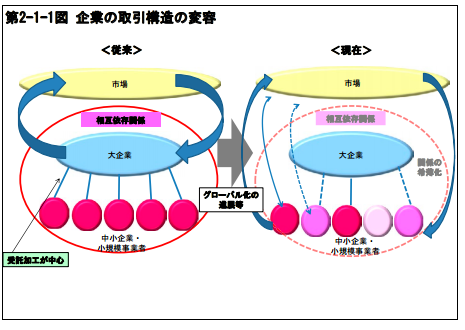 第2-1-1図 企業の取引構造の変容
＜従来＞
＜現在＞
市場
市場
相互依存関係
相互依存関係
大企業
大企業
関係の
希薄化
グローバル化の
進展等
中小企業・
小規模事業者
中小企業・
小規模事業者
受託加工が中心